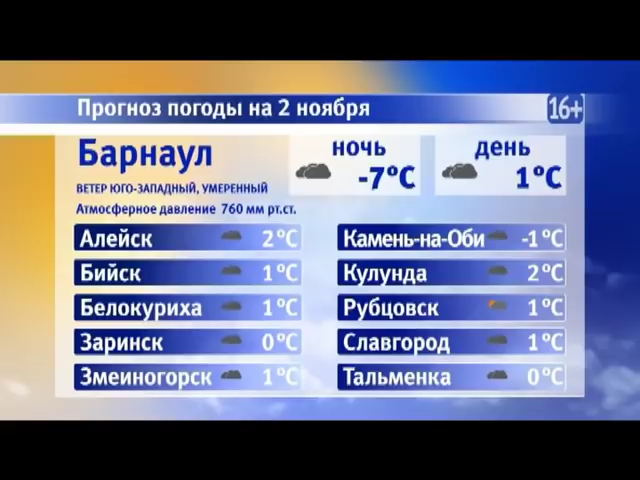 Прогноз погоды на 2 ноября 16+
Барнаул
ночь
-7°C
день
1°C
ВЕТЕР ЮГО-ЗАПАДНЫЙ, УМЕРЕННЫЙ
Атмосферное давление 760 мм рт.ст.
Алейск 2°C
Бийск 1°C
Белокуриха 1°C
Заринск 0°C
Змеиногорск 1°C
Камень-на-Оби -1°C
Кулунда 2°C
Рубцовск 1°C
Славгород 1°C
Тальменка 0°C